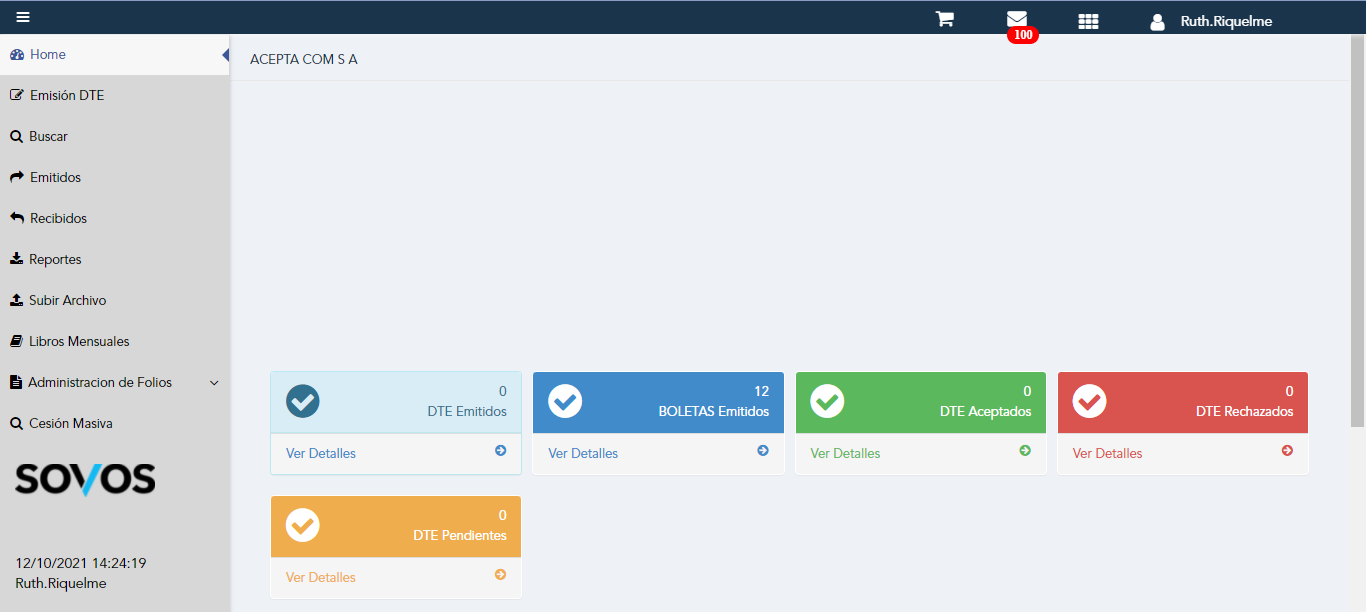 100
Ruth.Riquelme
Home
Emisión DTE
Buscar
Emitidos
Recibidos
Reportes
Subir Archivo
Libros Mensuales
Administracion de Folios
Cesión Masiva
SOVOS
12/10/2021 14:24:19
Ruth.Riquelme
ACEPTA COM S A
0
DTE Emitidos
Ver Detalles
12
BOLETAS Emitidos
Ver Detalles
0
DTE Aceptados
Ver Detalles
0
DTE Rechazados
Ver Detalles
0
DTE Pendientes
Ver Detalles